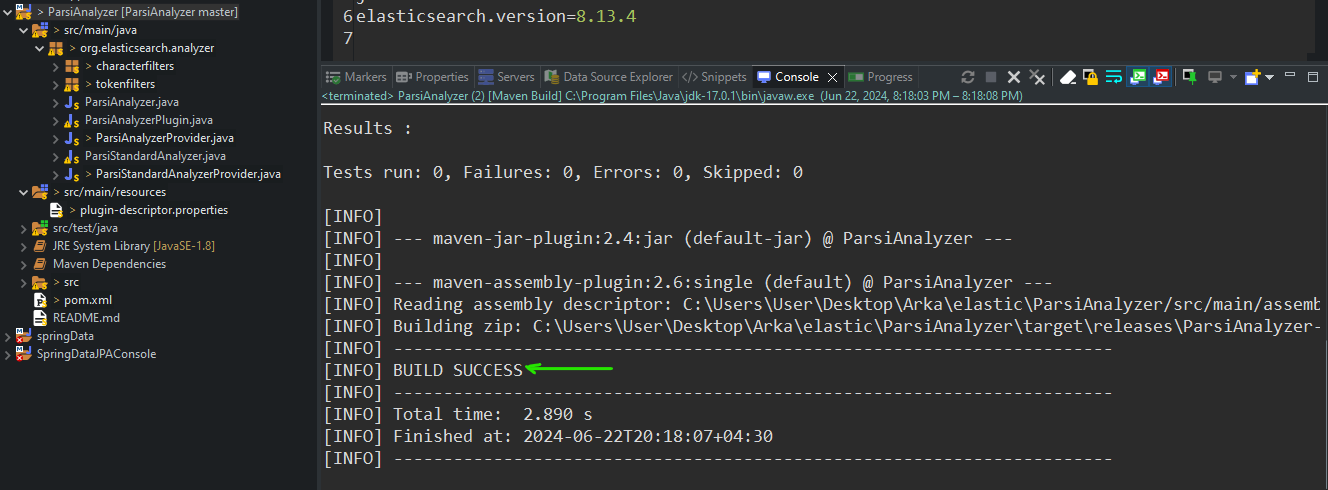 > ParsiAnalyzer [ParsiAnalyzer master]
> src/main/java
> org.elasticsearch.analyzer
> characterfilters
> tokenfilters
> ParsiAnalyzer.java
> ParsiAnalyzerPlugin.java
> ParsiAnalyzerProvider.java
> ParsiStandardAnalyzer.java
> ParsiStandardAnalyzerProvider.java
> src/main/resources
> plugin-descriptor.properties
src/test/java
JRE System Library [JavaSE-1.8]
Maven Dependencies
> src
> pom.xml
README.md
springData
SpringDataJPAConsole
6 elasticsearch.version=8.13.4
7
Markers Properties Servers Data Source Explorer Snippets Console Progress
<terminated> ParsiAnalyzer (2) [Maven Build] C:\Program Files\Java\jdk-17.0.1\bin\javaw.exe (Jun 22, 2024, 8:18:03 PM – 8:18:08 PM)
Results :
Tests run: 0, Failures: 0, Errors: 0, Skipped: 0
[INFO]
[INFO] --- maven-jar-plugin:2.4:jar (default-jar) @ ParsiAnalyzer ---
[INFO]
[INFO] --- maven-assembly-plugin:2.6:single (default) @ ParsiAnalyzer ---
[INFO] Reading assembly descriptor: C:\Users\User\Desktop\Arka\elastic\ParsiAnalyzer/src/main/assemb
[INFO] Building zip: C:\Users\User\Desktop\Arka\elastic\ParsiAnalyzer\target\releases\ParsiAnalyzer-
[INFO] ------------------------------------------------------------------------
[INFO] BUILD SUCCESS
[INFO] ------------------------------------------------------------------------
[INFO] Total time:  2.890 s
[INFO] Finished at: 2024-06-22T20:18:07+04:30
[INFO] ------------------------------------------------------------------------